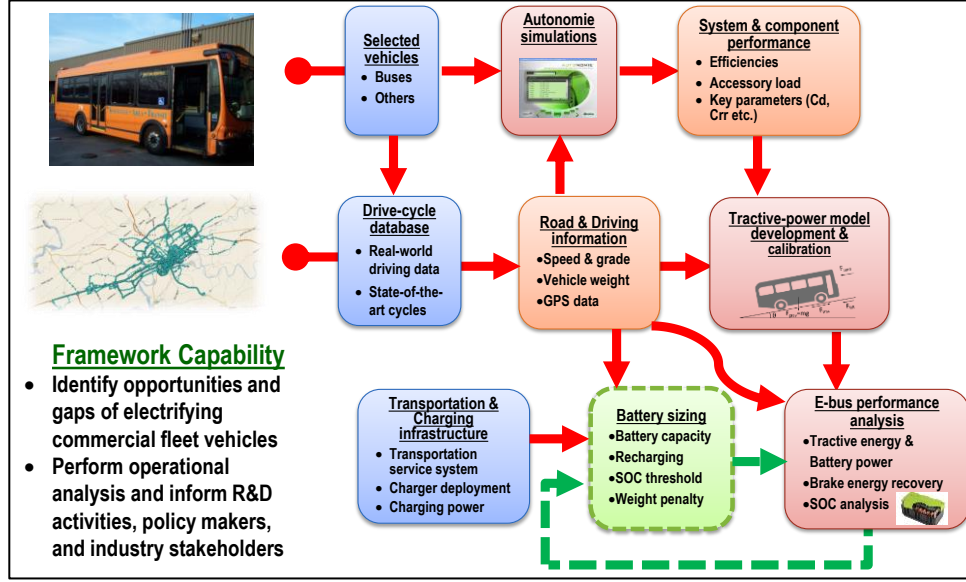 Selected
vehicles
• Buses
• Others
Autonomie
simulations
System & component
performance
• Efficiencies
• Accessory load
• Key parameters (Cd,
Crr etc.)
Drive-cycle
database
• Real-world
driving data
• State-of-the-
art cycles
Road & Driving
information
•Speed & grade
•Vehicle weight
•GPS data
Tractive-power model
development &
calibration
θ
=mg
Framework Capability
• Identify opportunities and
gaps of electrifying
commercial fleet vehicles
• Perform operational
analysis and inform R&D
activities, policy makers,
and industry stakeholders
Transportation &
Charging
infrastructure
• Transportation
service system
• Charger deployment
• Charging power
Battery sizing
•Battery capacity
•Recharging
•SOC threshold
•Weight penalty
E-bus performance
analysis
•Tractive energy &
Battery power
•Brake energy recovery
•SOC analysis